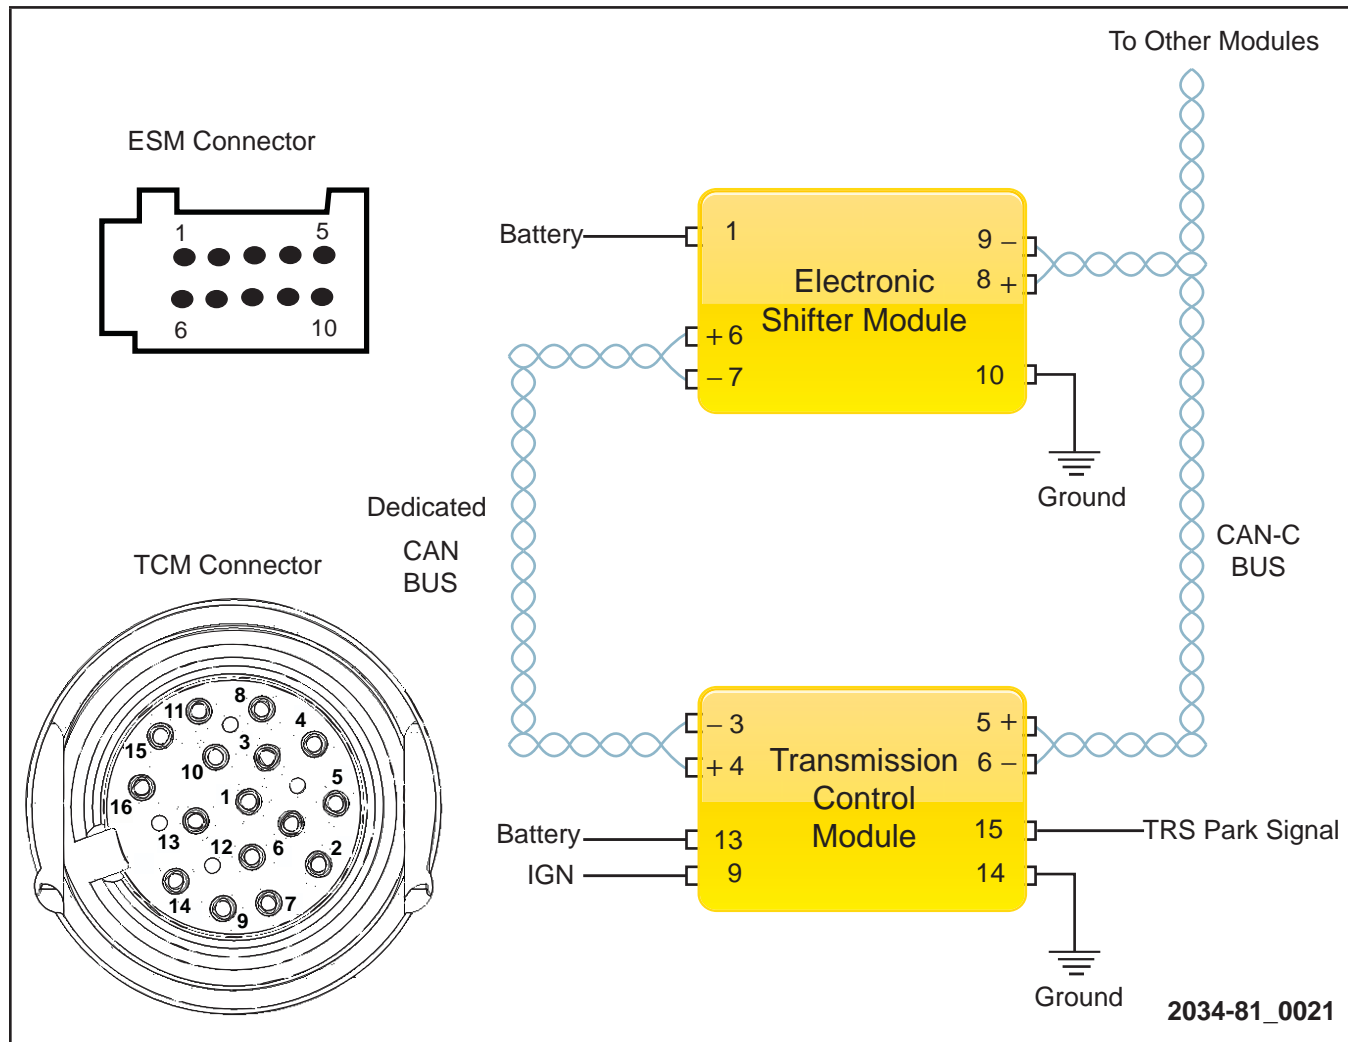 To Other Modules
ESM Connector
1 5
6 10
Battery
1
9 –
8 +
Electronic
Shifter Module
+ 6
– 7
10
Ground
Dedicated
CAN
BUS
CAN-C
BUS
TCM Connector
11 8 4
15 3
10 5
16 1
13 12 6 2
14 9 7
– 3
+ 4
5 +
6 –
Transmission
Control
Module
Battery
13
IGN
9
15
TRS Park Signal
14
Ground
2034-81_0021